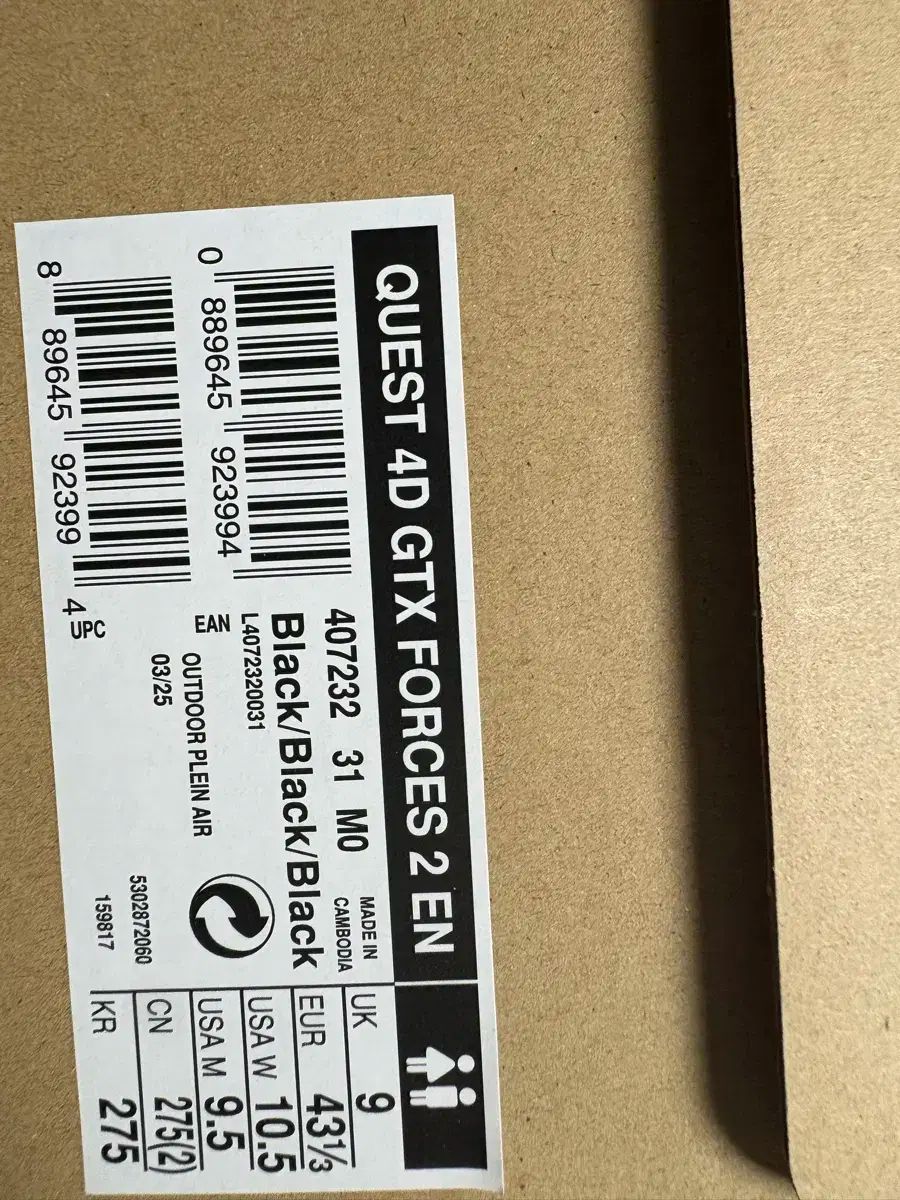 QUEST 4D GTX FORCES 2 EN
407232 31 M0
MADE IN
CAMBODIA
Black/Black/Black
L4072320031
0 889645 923994
EAN
OUTDOOR PLEIN AIR
03/25
8 89645 92399 4
UPC
5302872060
159817
UK 9
EUR 43⅓
USA W 10.5
USA M 9.5
CN 275(2)
KR 275